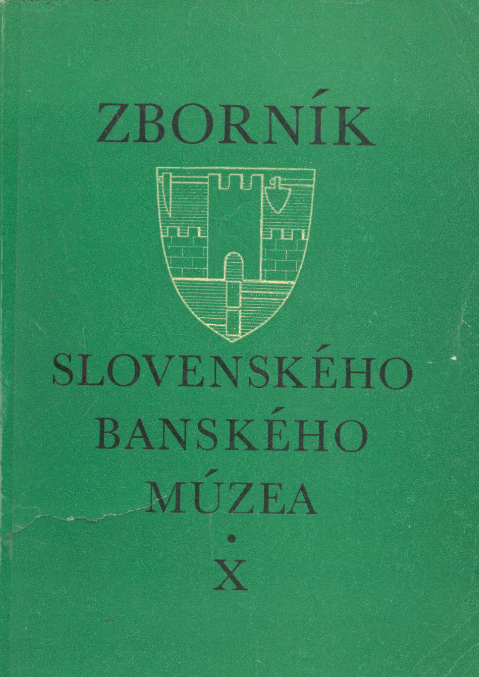 ZBORNÍK
SLOVENSKÉHO
BANSKÉHO
MÚZEA
•
X